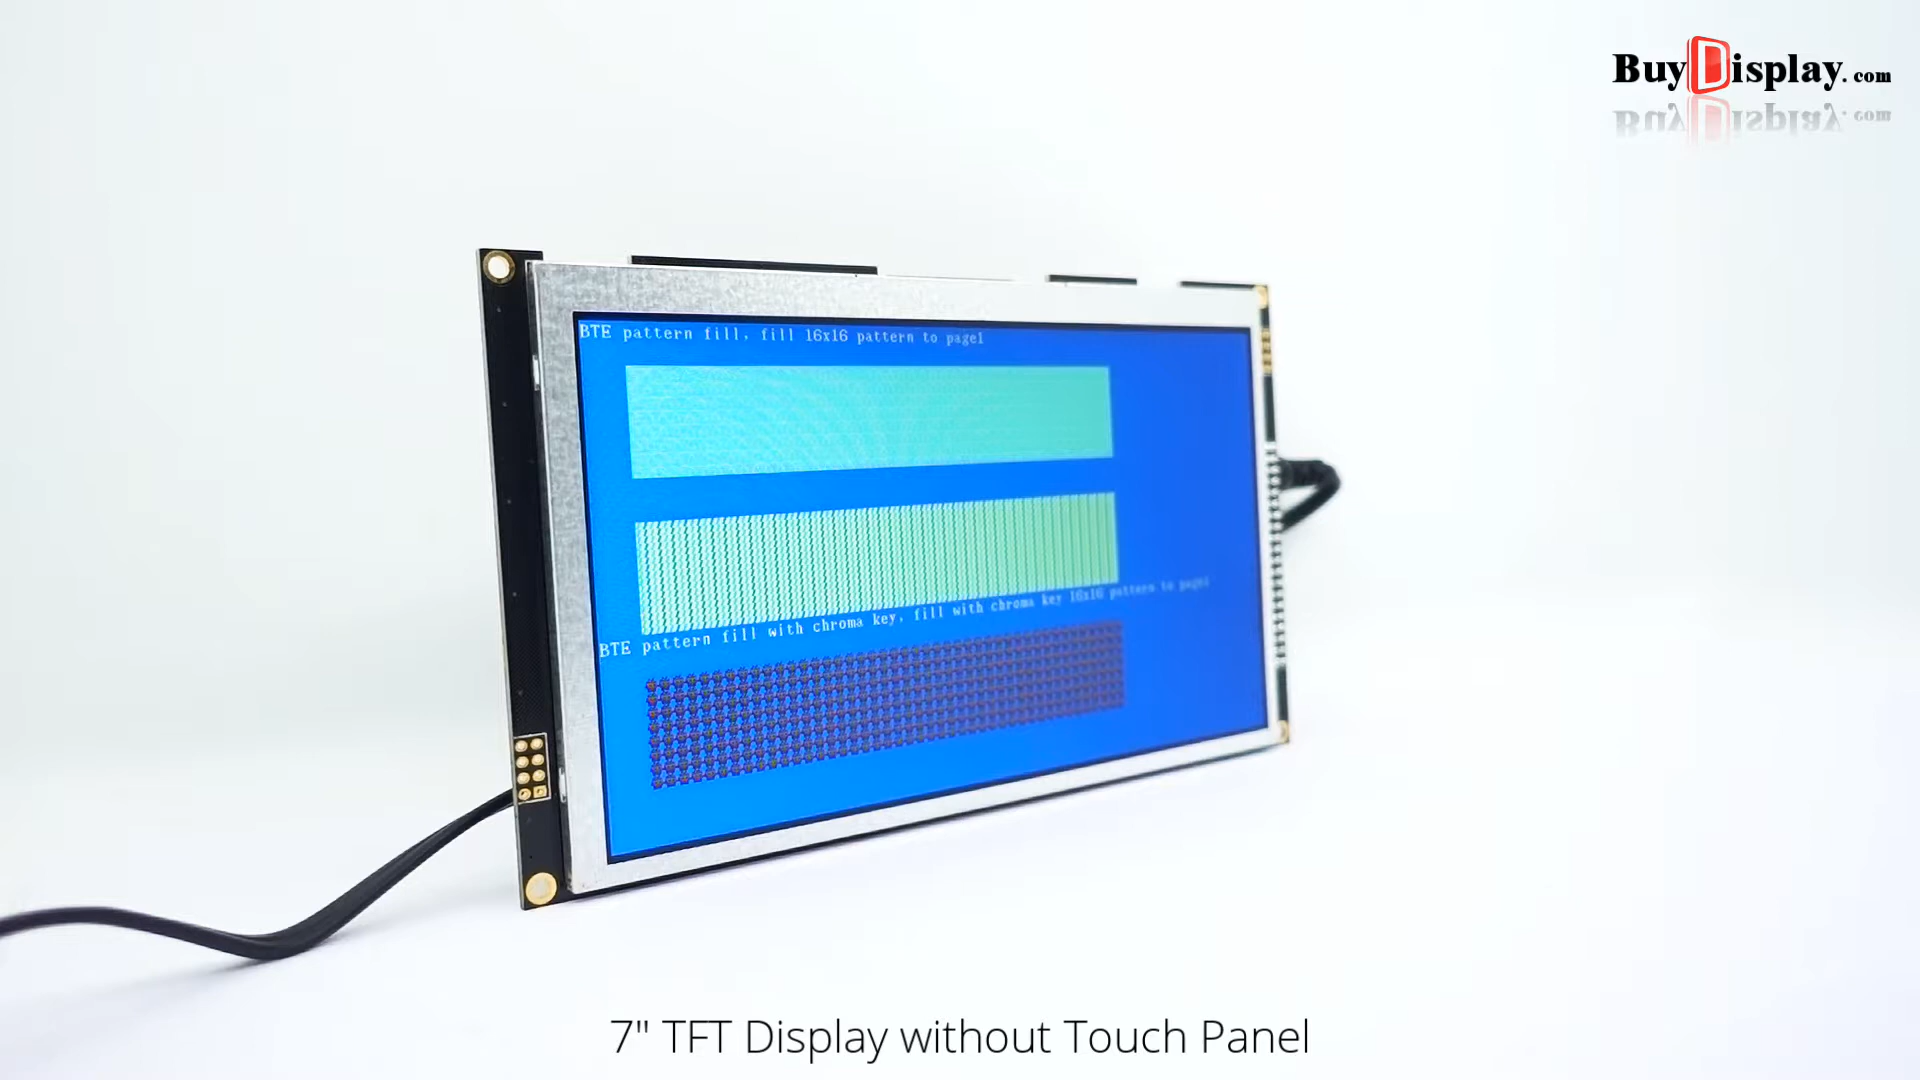 BuyDisplay.com
BTE pattern fill, fill 16x16 pattern to page1
BTE pattern fill with chroma key, fill with chroma key 16x16 pattern to page1
7" TFT Display without Touch Panel